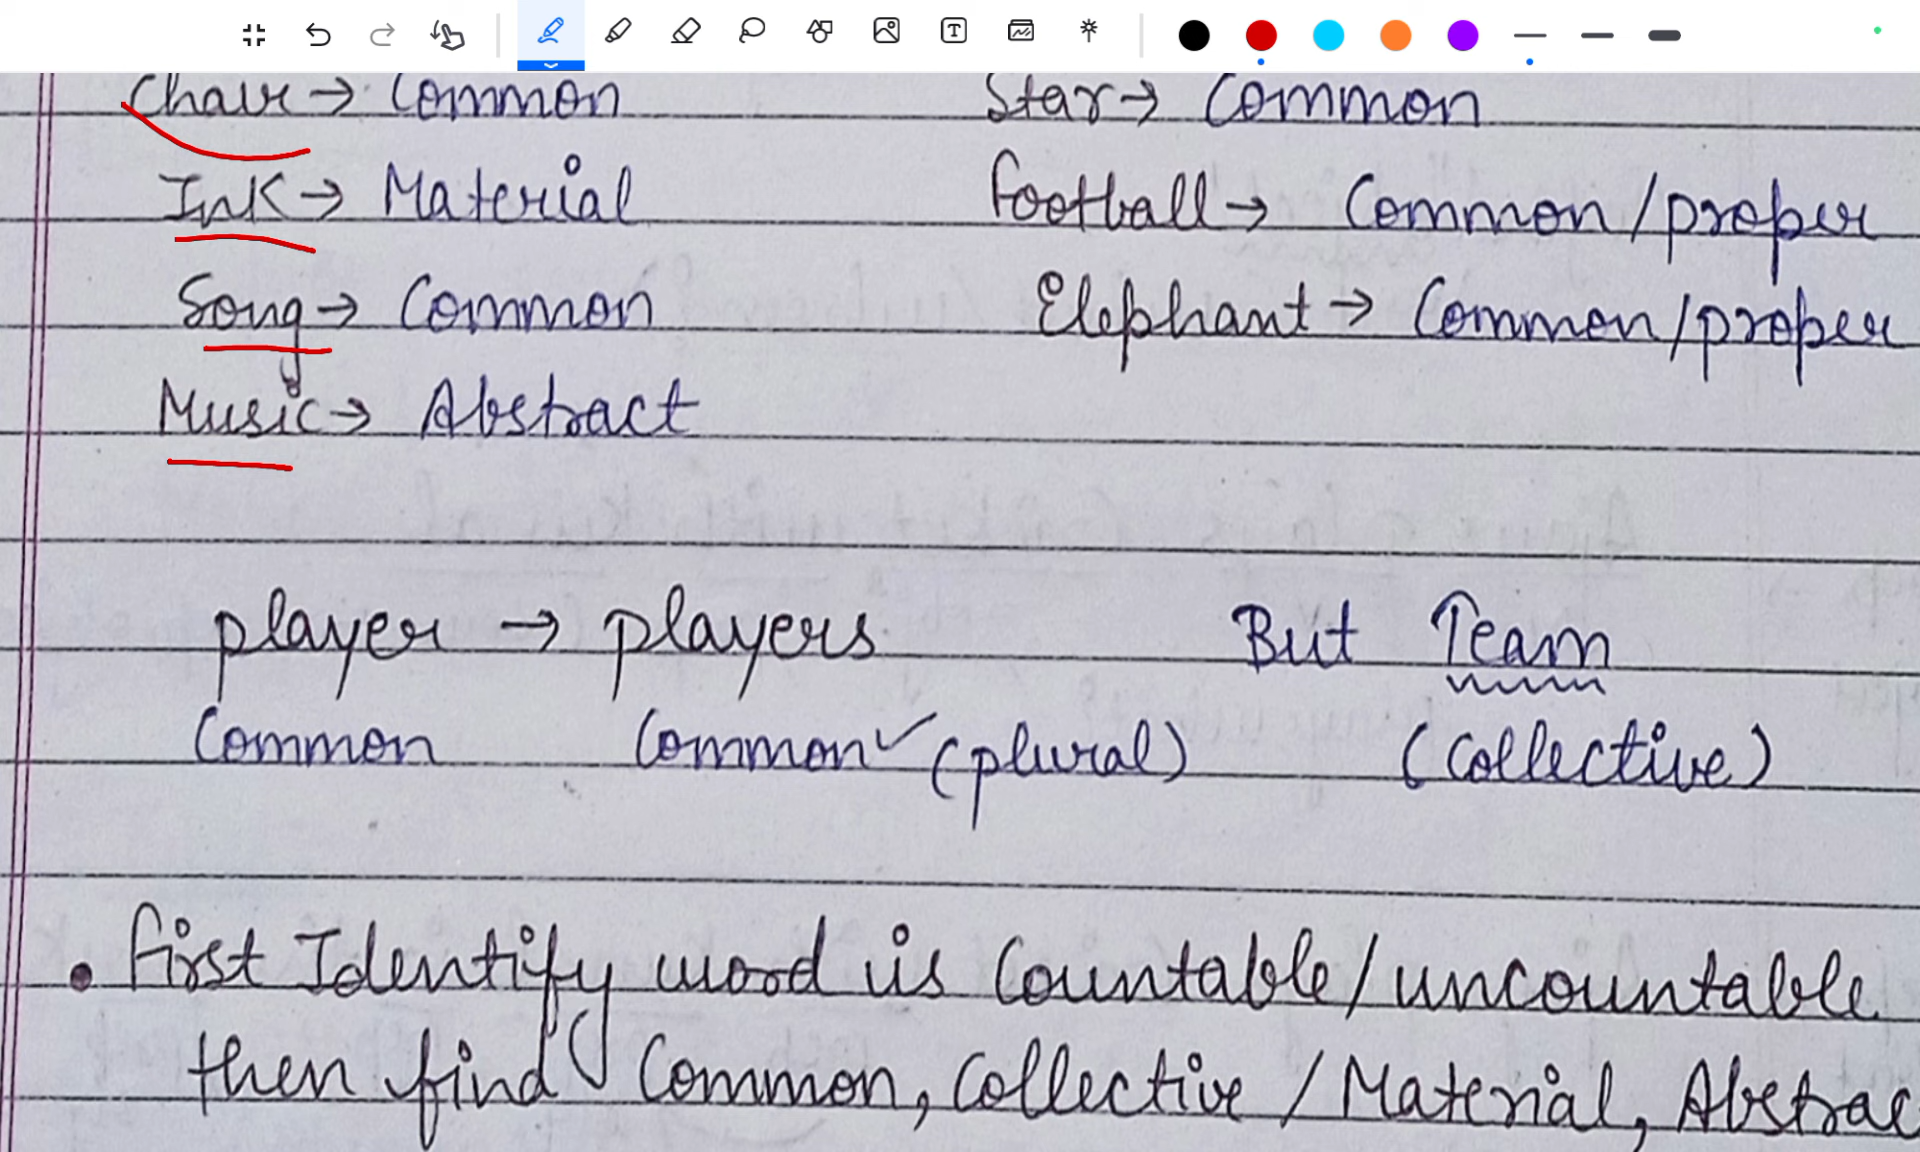 Chair → Common
Star → Common
Ink → Material
football → Common/proper
Song → Common
Elephant → Common/proper
Music → Abstract
player → players
But Team
Common
Common ✓ (plural)
(Collective)
• first Identify word is Countable/uncountable
then find Common, Collective / Material, Abstrac